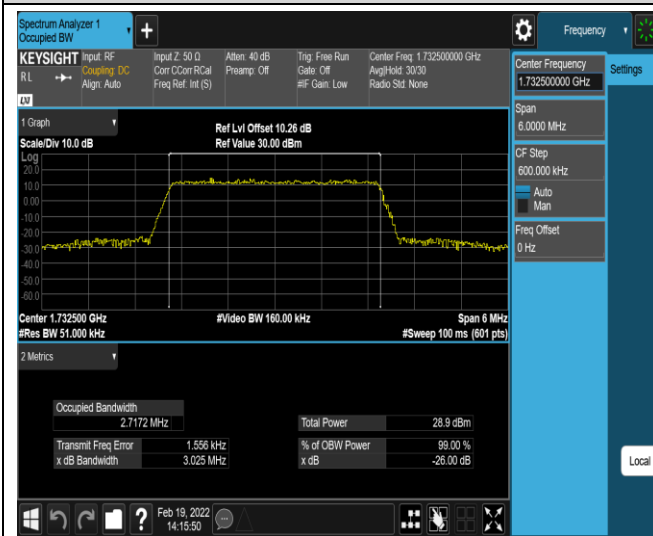 Spectrum Analyzer 1
Occupied BW
+
Frequency
KEYSIGHT
RL
LXI
Input: RF
Coupling: DC
Align: Auto
Input Z: 50 Ω
Corr CCorr RCal
Freq Ref: Int (S)
Atten: 40 dB
Preamp: Off
Trig: Free Run
Gate: Off
#IF Gain: Low
Center Freq: 1.732500000 GHz
Avg|Hold: 30/30
Radio Std: None
Center Frequency
1.732500000 GHz
Settings
Span
6.0000 MHz
CF Step
600.000 kHz
Auto
Man
Freq Offset
0 Hz
1 Graph
Scale/Div 10.0 dB
Ref Lvl Offset 10.26 dB
Ref Value 30.00 dBm
Log
20.0
10.0
0.00
-10.0
-20.0
-30.0
-40.0
-50.0
-60.0
Center 1.732500 GHz
#Res BW 51.000 kHz
#Video BW 160.00 kHz
Span 6 MHz
#Sweep 100 ms (601 pts)
2 Metrics
Occupied Bandwidth
2.7172 MHz
Total Power 28.9 dBm
Transmit Freq Error 1.556 kHz
% of OBW Power 99.00 %
x dB Bandwidth 3.025 MHz
x dB -26.00 dB
Local
?
Feb 19, 2022
14:15:50